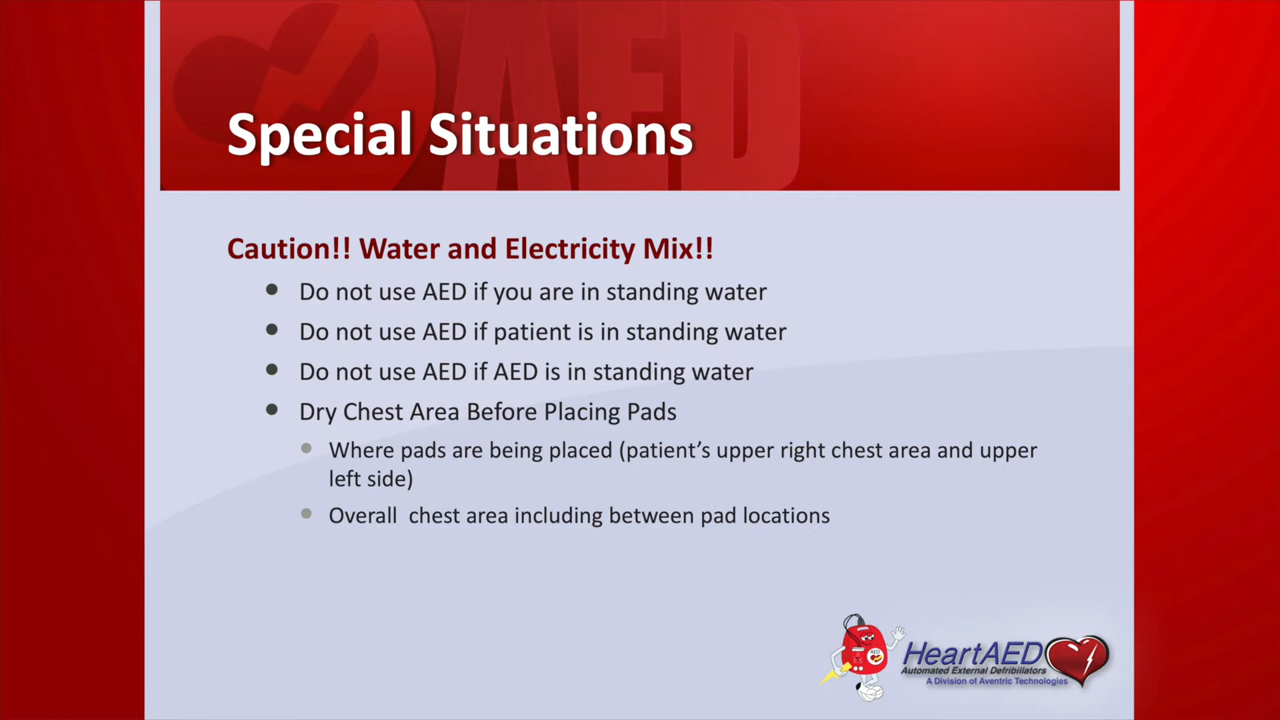 AED
Special Situations
Caution!! Water and Electricity Mix!!
Do not use AED if you are in standing water
Do not use AED if patient is in standing water
Do not use AED if AED is in standing water
Dry Chest Area Before Placing Pads
Where pads are being placed (patient’s upper right chest area and upper
left side)
Overall chest area including between pad locations
AED
HeartAED
Automated External Defribillators
A Division of Aventric Technologies